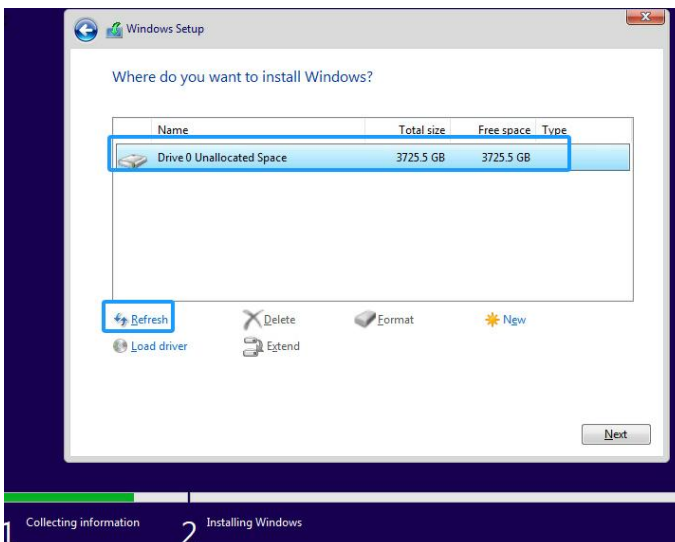 Windows Setup
x
Where do you want to install Windows?
Name Total size Free space Type
Drive 0 Unallocated Space 3725.5 GB 3725.5 GB
Refresh Delete Format New
Load driver Extend
Next
1 Collecting information 2 Installing Windows